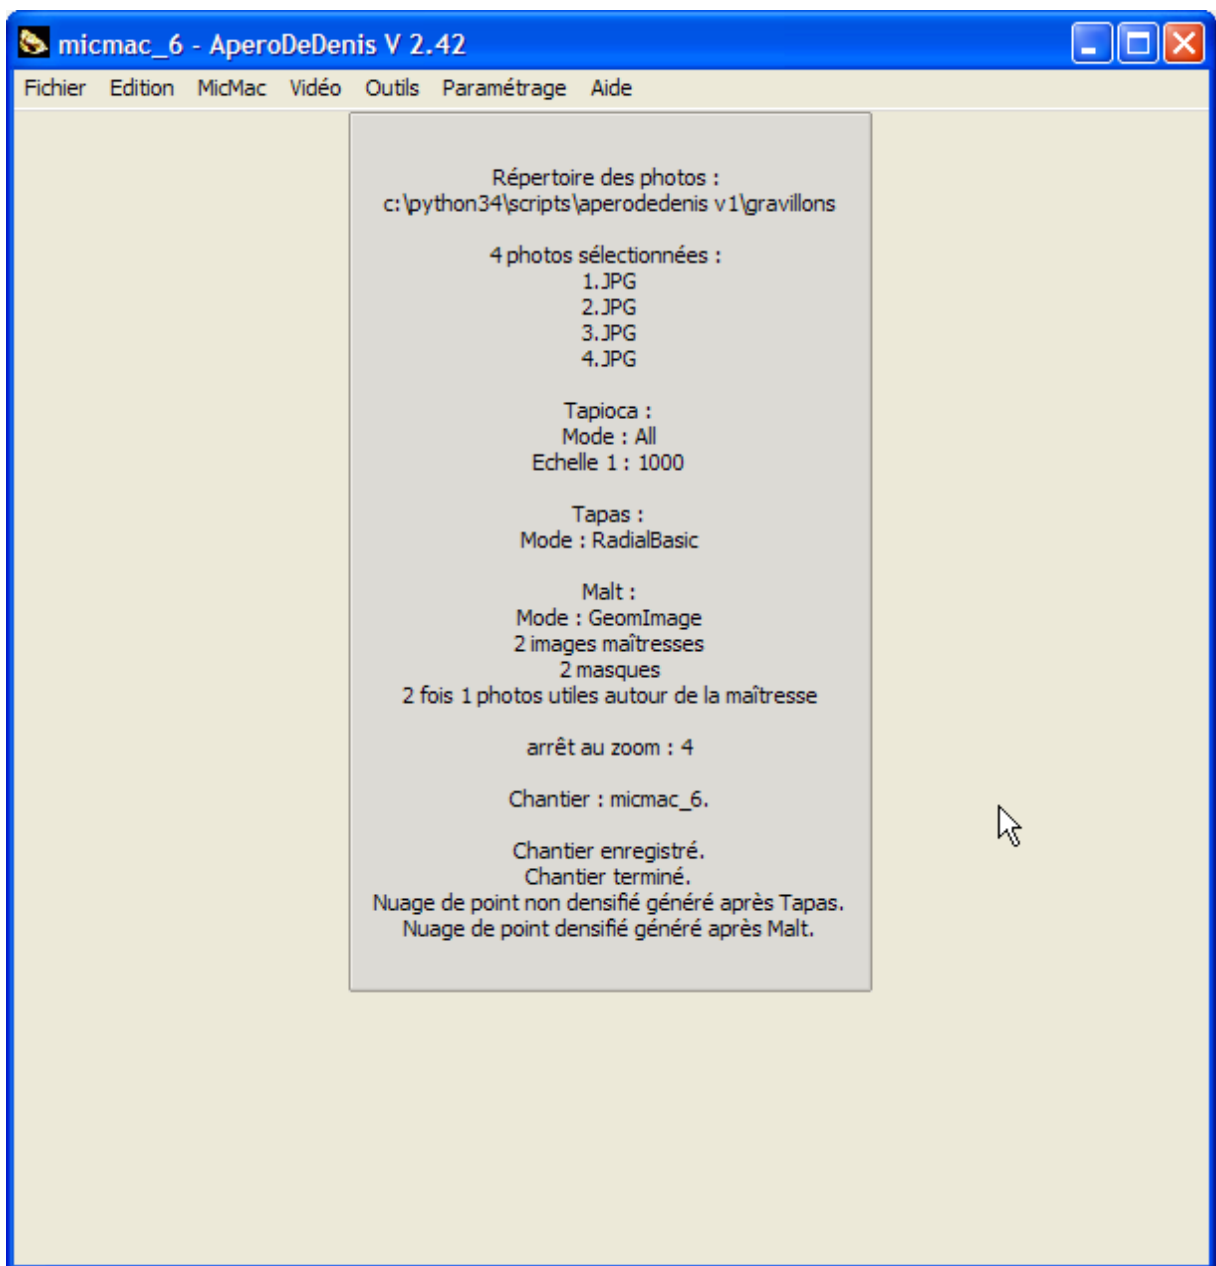 micmac_6 - AperoDeDenis V 2.42
Fichier Edition MicMac Vidéo Outils Paramétrage Aide
Répertoire des photos :
c:\python34\scripts\aperodedenis v1\gravillons
4 photos sélectionnées :
1.JPG
2.JPG
3.JPG
4.JPG
Tapioca :
Mode : All
Echelle 1 : 1000
Tapas :
Mode : RadialBasic
Malt :
Mode : GeomImage
2 images maîtresses
2 masques
2 fois 1 photos utiles autour de la maîtresse
arrêt au zoom : 4
Chantier : micmac_6.
Chantier enregistré.
Chantier terminé.
Nuage de point non densifié généré après Tapas.
Nuage de point densifié généré après Malt.